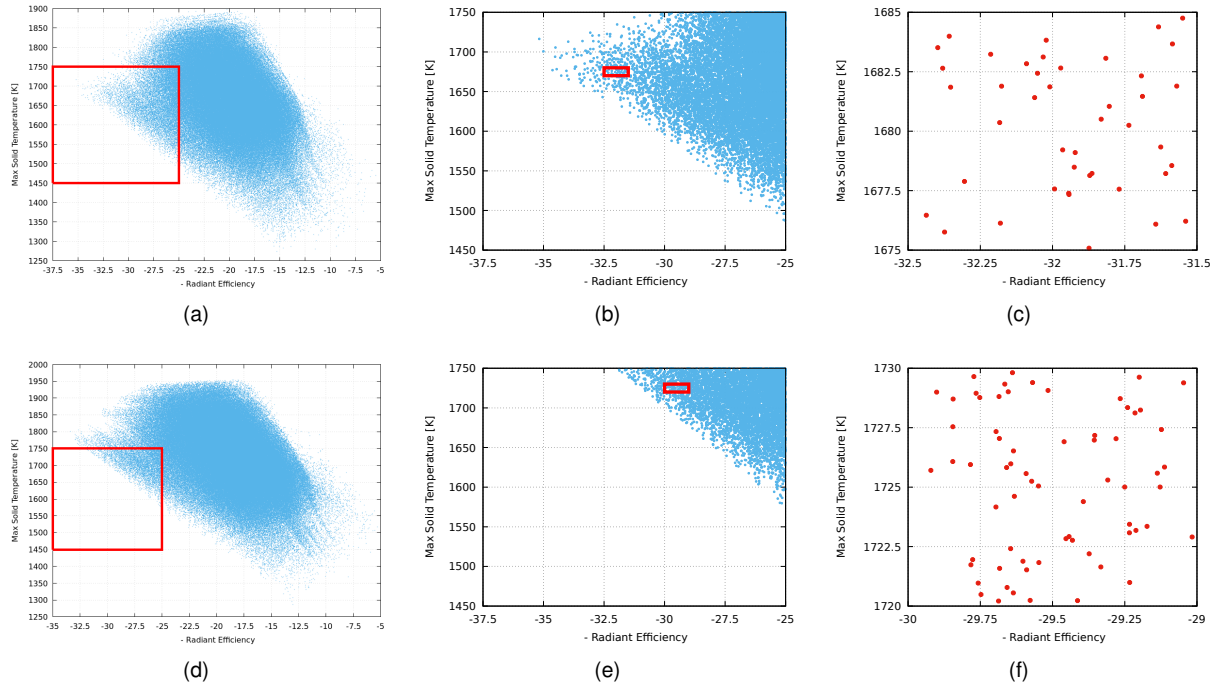 1900
1850
1800
1750
1700
1650
1600
1550
1500
1450
1400
1350
1300
1250
Max Solid Temperature [K]
-37.5 -35 -32.5 -30 -27.5 -25 -22.5 -20 -17.5 -15 -12.5 -10 -7.5 -5
- Radiant Efficiency
(a)
1750
1700
1650
1600
1550
1500
1450
Max Solid Temperature [K]
-37.5 -35 -32.5 -30 -27.5 -25
- Radiant Efficiency
(b)
1685
1682.5
1680
1677.5
1675
Max Solid Temperature [K]
-32.5 -32.25 -32 -31.75 -31.5
- Radiant Efficiency
(c)
2000
1950
1900
1850
1800
1750
1700
1650
1600
1550
1500
1450
1400
1350
1300
1250
Max Solid Temperature [K]
-35 -32.5 -30 -27.5 -25 -22.5 -20 -17.5 -15 -12.5 -10 -7.5 -5
- Radiant Efficiency
(d)
1750
1700
1650
1600
1550
1500
1450
Max Solid Temperature [K]
-37.5 -35 -32.5 -30 -27.5 -25
- Radiant Efficiency
(e)
1730
1727.5
1725
1722.5
1720
Max Solid Temperature [K]
-30 -29.75 -29.5 -29.25 -29
- Radiant Efficiency
(f)